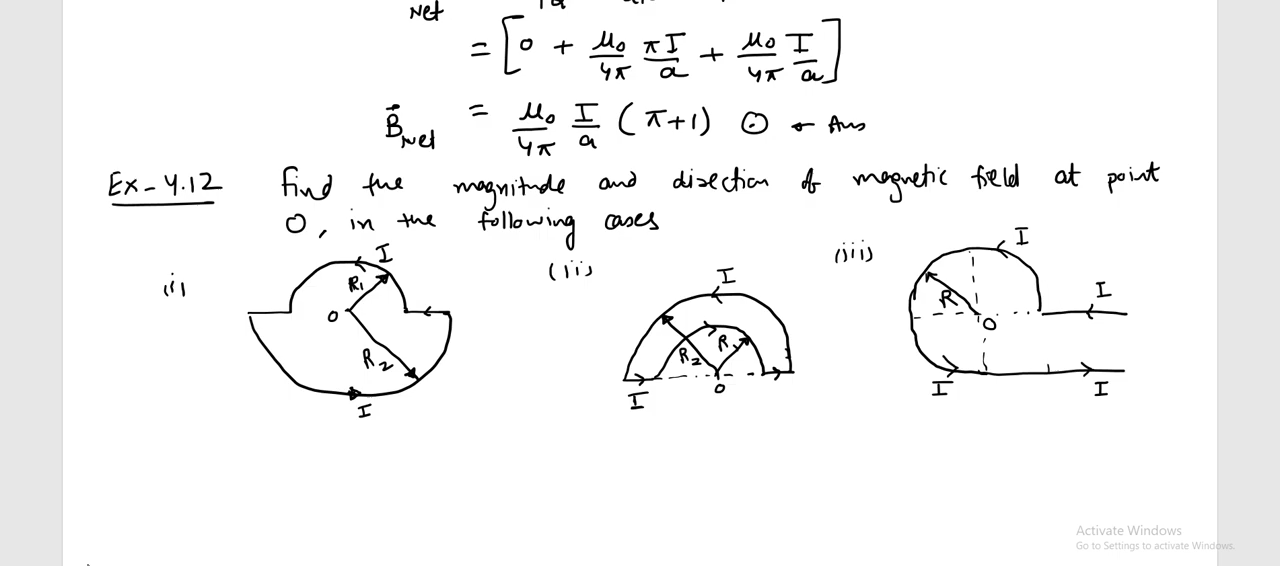 Net
= [ 0 + μ₀/4π πI/a + μ₀/4π I/a ]
B⃗Net = μ₀/4π I/a (π+1) ⊙ ← Ans
Ex-4.12 Find the magnitude and direction of magnetic field at point
O, in the following cases
(i)
I
R₁
O
R₂
I
(ii)
I
R₂
R₁
I
O
(iii)
I
I
R
O
I
I
Activate Windows
Go to Settings to activate Windows.